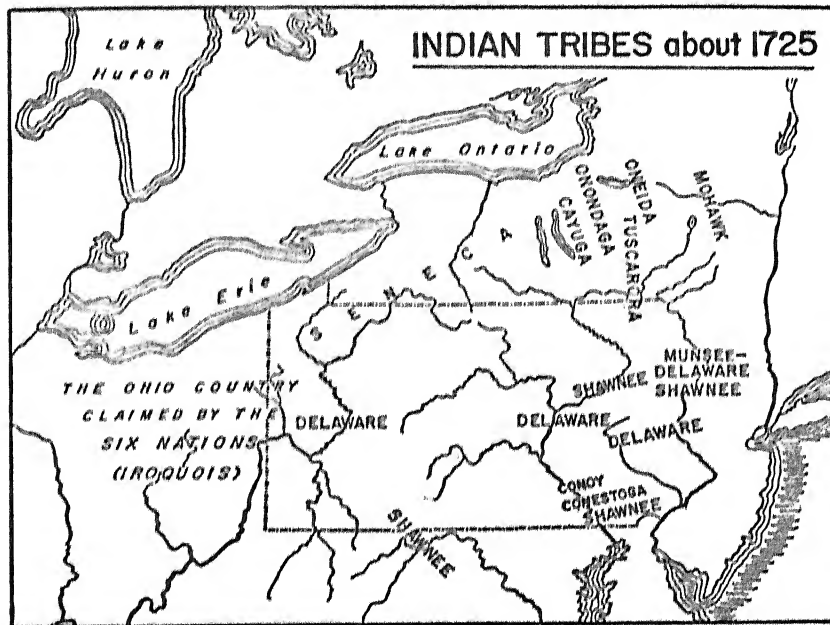 INDIAN TRIBES about 1725
Lake
Huron
Lake Ontario
ONEIDA
ONONDAGA
MOHAWK
CAYUGA
TUSCARORA
SENECA
Lake Erie
MUNSEE-
DELAWARE
SHAWNEE
SHAWNEE
THE OHIO COUNTRY
CLAIMED BY THE
SIX NATIONS
(IROQUOIS)
DELAWARE
DELAWARE
DELAWARE
CONOY
CONESTOGA
SHAWNEE
SHAWNEE